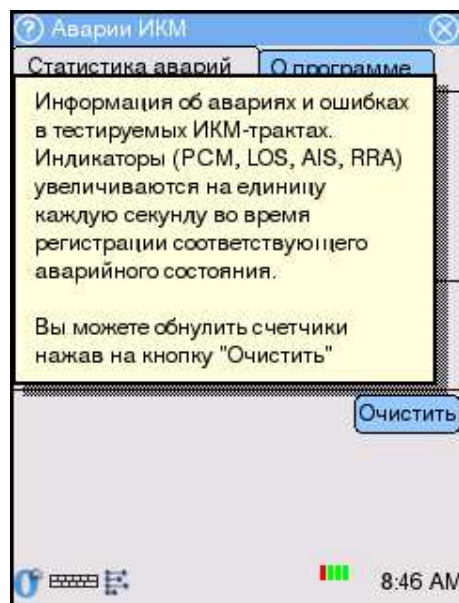 ? Аварии ИКМ
Статистика аварий О программе
Информация об авариях и ошибках
в тестируемых ИКМ-трактах.
Индикаторы (PCM, LOS, AIS, RRA)
увеличиваются на единицу
каждую секунду во время
регистрации соответствующего
аварийного состояния.
Вы можете обнулить счетчики
нажав на кнопку "Очистить"
Очистить
8:46 AM